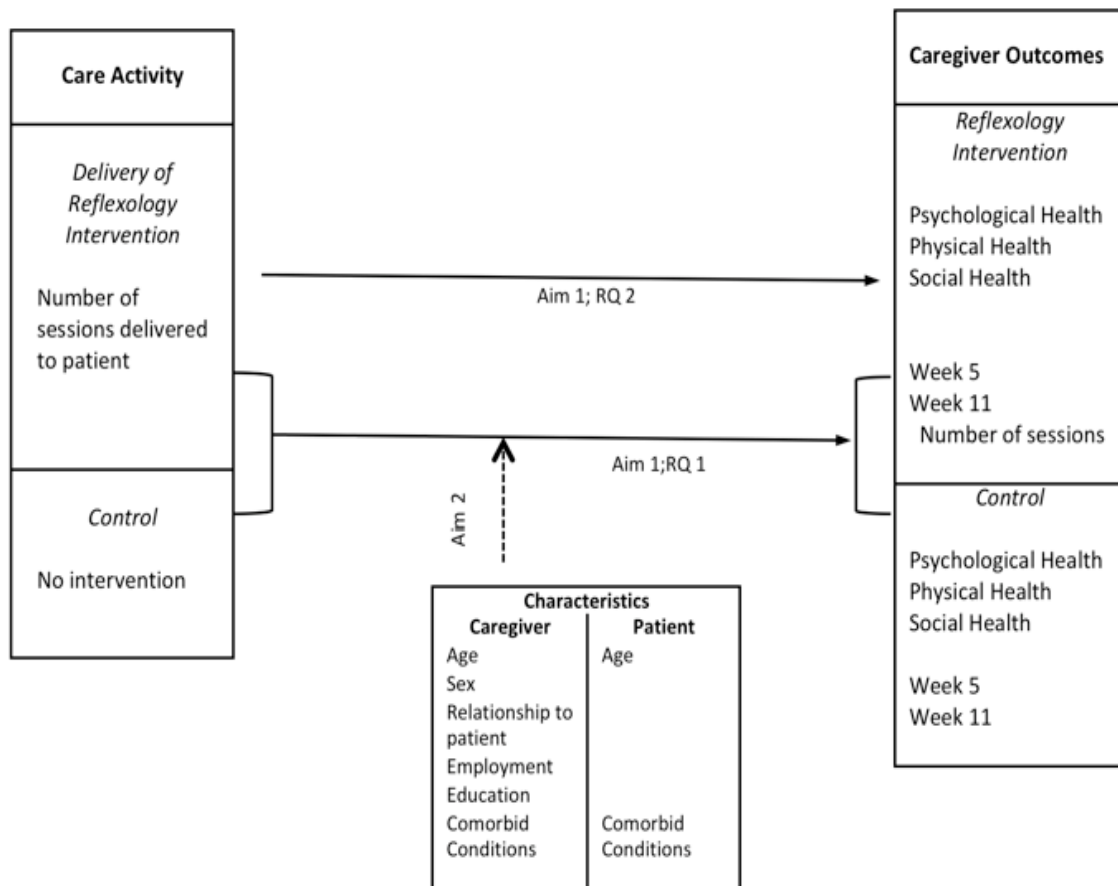 Care Activity
Delivery of
Reflexology
Intervention
Number of
sessions delivered
to patient
Control
No intervention
Aim 1; RQ 2
Aim 1;RQ 1
Aim 2
Characteristics
Caregiver
Age
Sex
Relationship to
patient
Employment
Education
Comorbid
Conditions
Patient
Age
Comorbid
Conditions
Caregiver Outcomes
Reflexology
Intervention
Psychological Health
Physical Health
Social Health
Week 5
Week 11
Number of sessions
Control
Psychological Health
Physical Health
Social Health
Week 5
Week 11